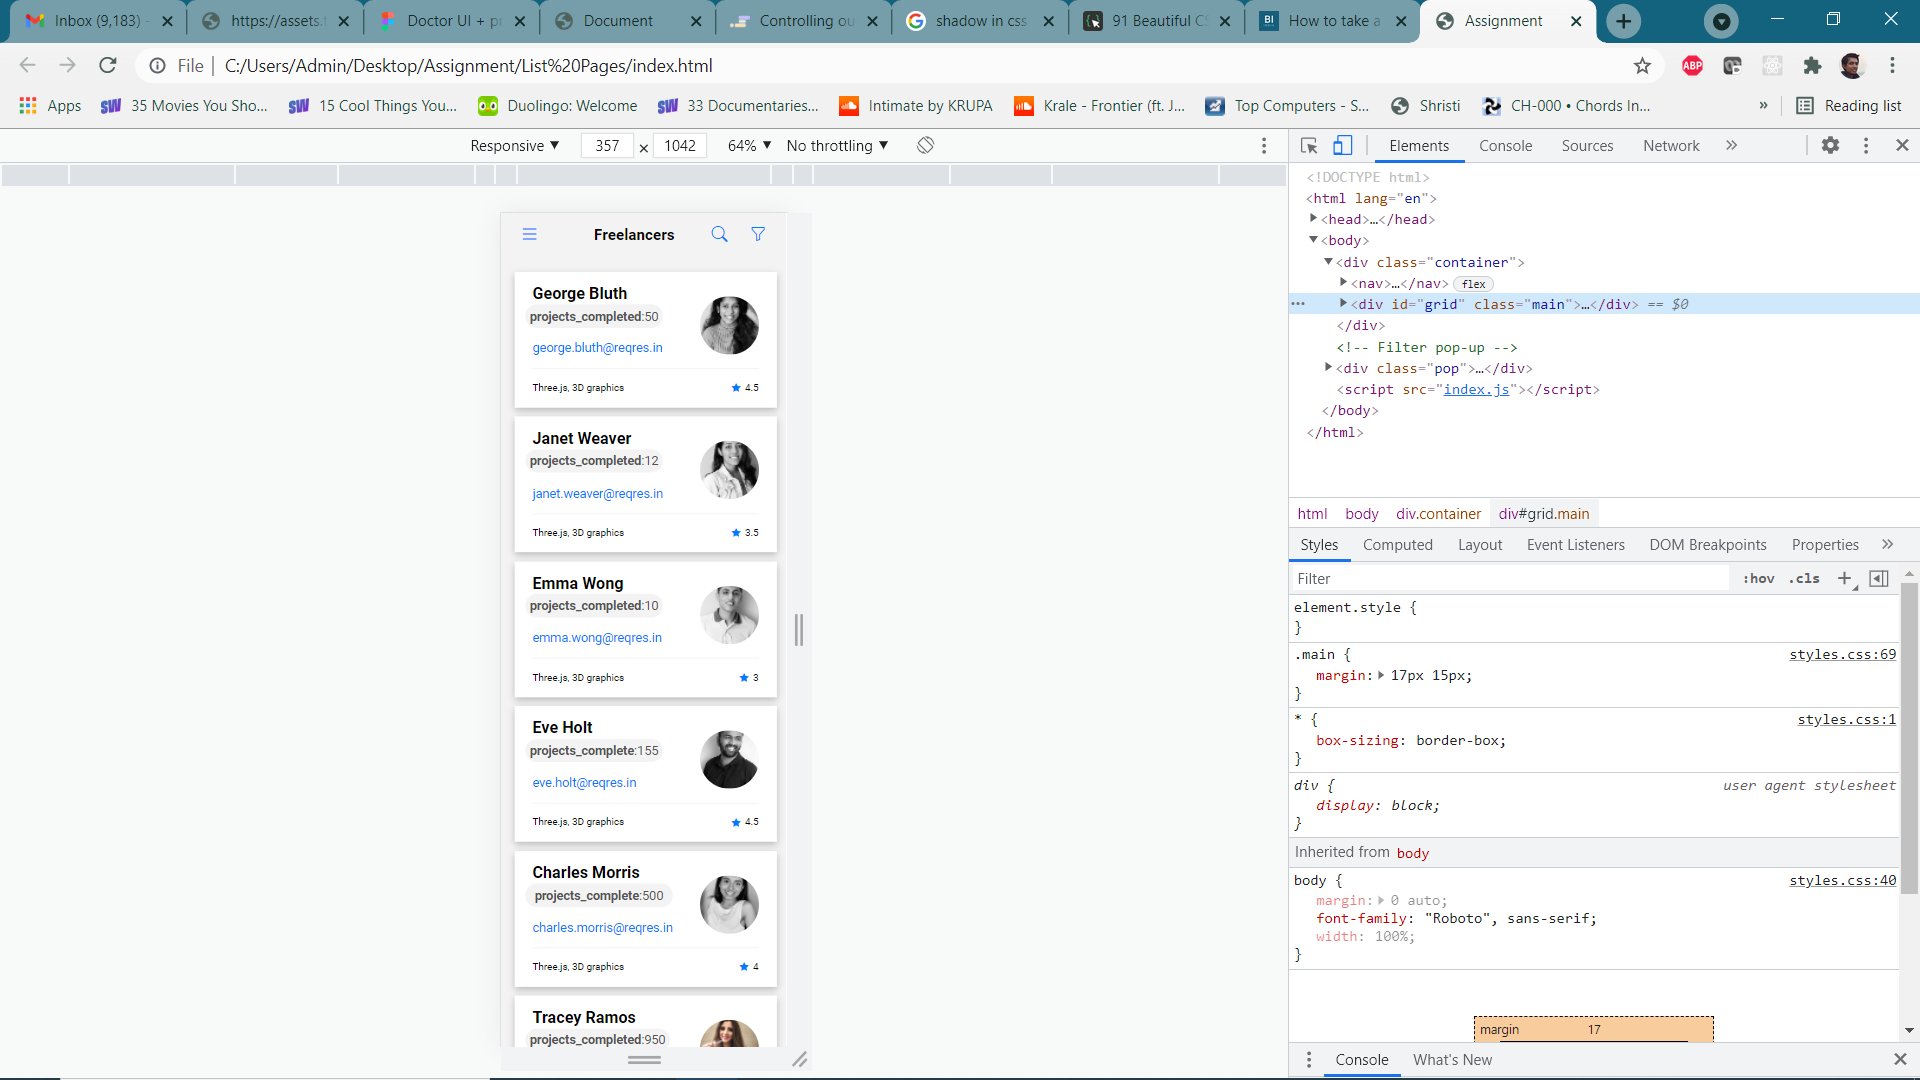 Inbox (9,183)
https://assets.
Doctor UI + pr
Document
Controlling ou
shadow in css
91 Beautiful CS
How to take a
Assignment
File | C:/Users/Admin/Desktop/Assignment/List%20Pages/index.html
Apps
35 Movies You Sho...
15 Cool Things You...
Duolingo: Welcome
33 Documentaries...
Intimate by KRUPA
Krale - Frontier (ft. J...
Top Computers - S...
Shristi
CH-000 • Chords In...
»
Reading list
Responsive ▼ 357 × 1042 64% ▼ No throttling ▼
Freelancers
George Bluth
projects_completed:50
george.bluth@reqres.in
Three.js, 3D graphics 4.5
Janet Weaver
projects_completed:12
janet.weaver@reqres.in
Three.js, 3D graphics 3.5
Emma Wong
projects_completed:10
emma.wong@reqres.in
Three.js, 3D graphics 3
Eve Holt
projects_complete:155
eve.holt@reqres.in
Three.js, 3D graphics 4.5
Charles Morris
projects_complete:500
charles.morris@reqres.in
Three.js, 3D graphics 4
Tracey Ramos
projects_completed:950
Elements Console Sources Network »
<!DOCTYPE html>
<html lang="en">
<head>…</head>
<body>
<div class="container">
<nav>…</nav> flex
<div id="grid" class="main">…</div> == $0
</div>
<!-- Filter pop-up -->
<div class="pop">…</div>
<script src="index.js"></script>
</body>
</html>
html body div.container div#grid.main
Styles Computed Layout Event Listeners DOM Breakpoints Properties »
Filter :hov .cls +
element.style {
}
.main { styles.css:69
margin: 17px 15px;
}
* { styles.css:1
box-sizing: border-box;
}
div { user agent stylesheet
display: block;
}
Inherited from body
body { styles.css:40
margin: 0 auto;
font-family: "Roboto", sans-serif;
width: 100%;
}
margin 17
Console What's New
ABP
BI